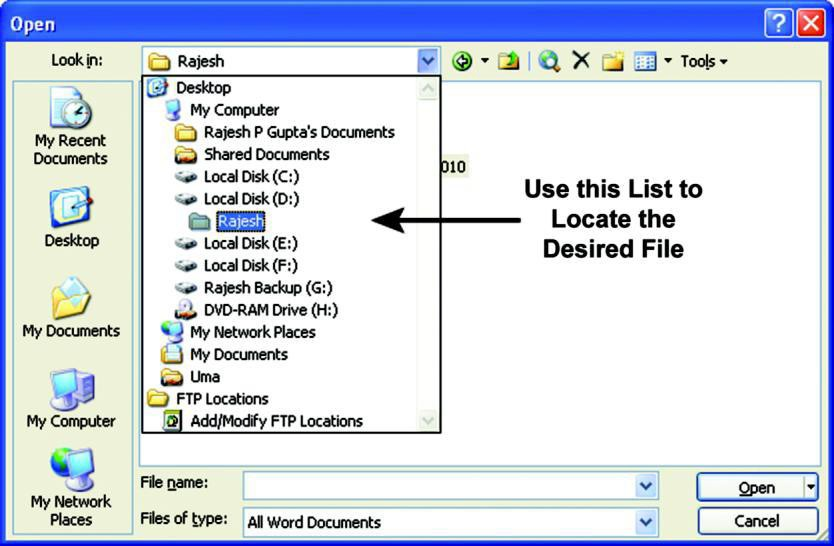 Open
Look in:
Rajesh
Tools
Desktop
My Computer
Rajesh P Gupta's Documents
Shared Documents
Local Disk (C:)
Local Disk (D:)
Rajesh
Local Disk (E:)
Local Disk (F:)
Rajesh Backup (G:)
DVD-RAM Drive (H:)
My Network Places
My Documents
Uma
FTP Locations
Add/Modify FTP Locations
010
Use this List to
Locate the
Desired File
My Recent
Documents
Desktop
My Documents
My Computer
My Network
Places
File name:
Files of type:
All Word Documents
Open
Cancel